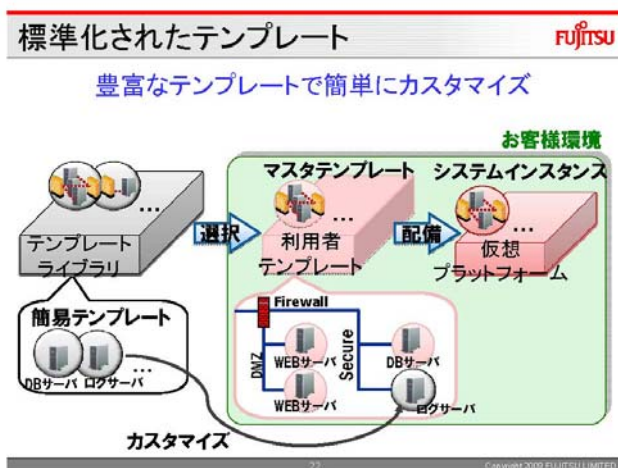 標準化されたテンプレート
FUJITSU
豊富なテンプレートで簡単にカスタマイズ
お客様環境
マスタテンプレート
システムインスタンス
テンプレート
ライブラリ
選択
利用者
テンプレート
配備
仮想
プラットフォーム
...
...
...
簡易テンプレート
DBサーバ
ログサーバ
...
Firewall
DMZ
WEBサーバ
WEBサーバ
Secure
DBサーバ
ログサーバ
カスタマイズ
22
Copyright 2009 FUJITSU LIMITED